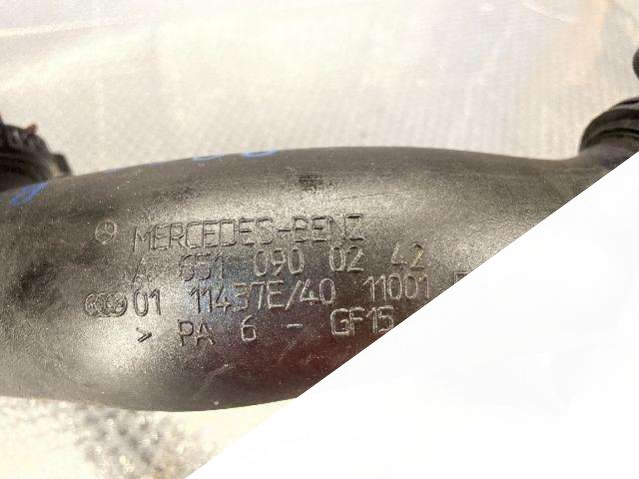 MERCEDES-BENZ
A 651 090 02 42
01 11437E/40 11001
> PA 6 - GF15